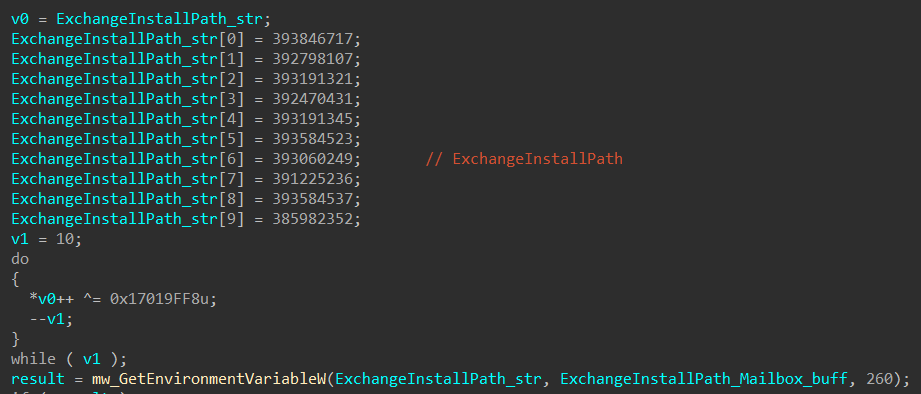 v0 = ExchangeInstallPath_str;
ExchangeInstallPath_str[0] = 393846717;
ExchangeInstallPath_str[1] = 392798107;
ExchangeInstallPath_str[2] = 393191321;
ExchangeInstallPath_str[3] = 392470431;
ExchangeInstallPath_str[4] = 393191345;
ExchangeInstallPath_str[5] = 393584523;
ExchangeInstallPath_str[6] = 393060249; // ExchangeInstallPath
ExchangeInstallPath_str[7] = 391225236;
ExchangeInstallPath_str[8] = 393584537;
ExchangeInstallPath_str[9] = 385982352;
v1 = 10;
do
{
*v0++ ^= 0x17019FF8u;
--v1;
}
while ( v1 );
result = mw_GetEnvironmentVariableW(ExchangeInstallPath_str, ExchangeInstallPath_Mailbox_buff, 260);